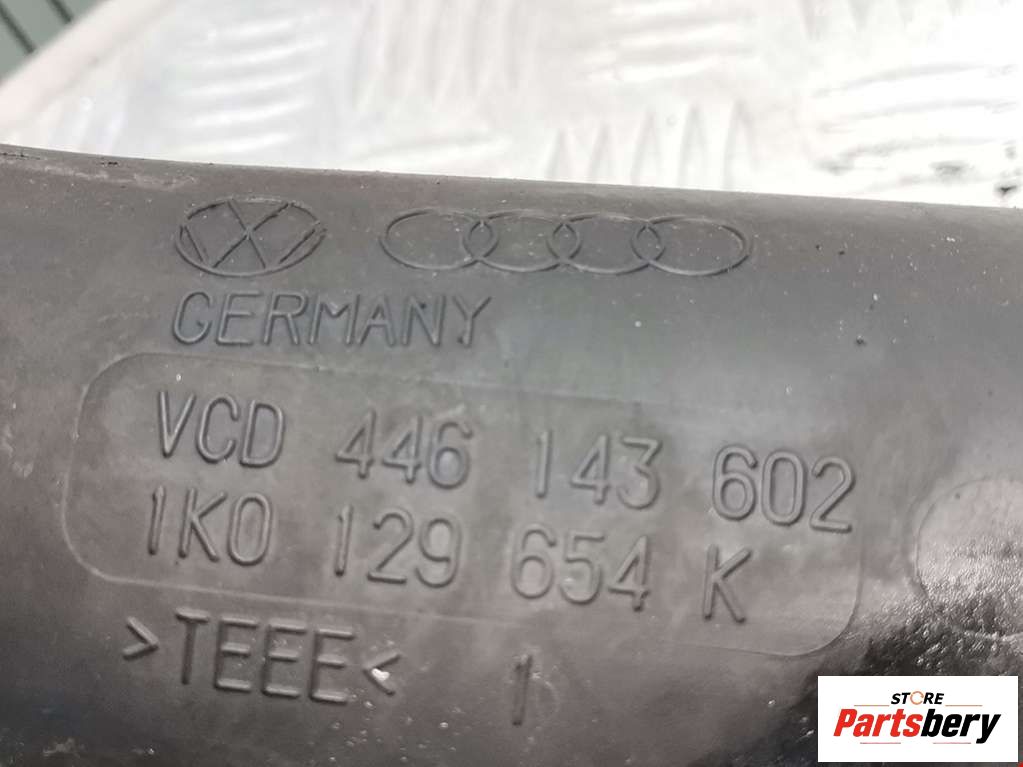 GERMANY
VCD 446 143 602
1K0 129 654 K
>TEEE< 1
STORE
Partsbery